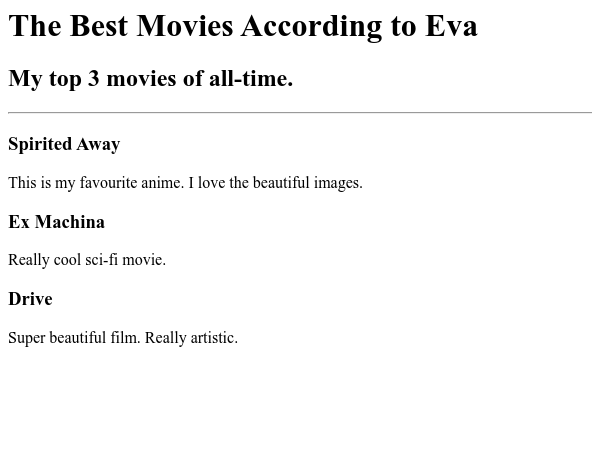 The Best Movies According to Eva
My top 3 movies of all-time.
Spirited Away
This is my favourite anime. I love the beautiful images.
Ex Machina
Really cool sci-fi movie.
Drive
Super beautiful film. Really artistic.